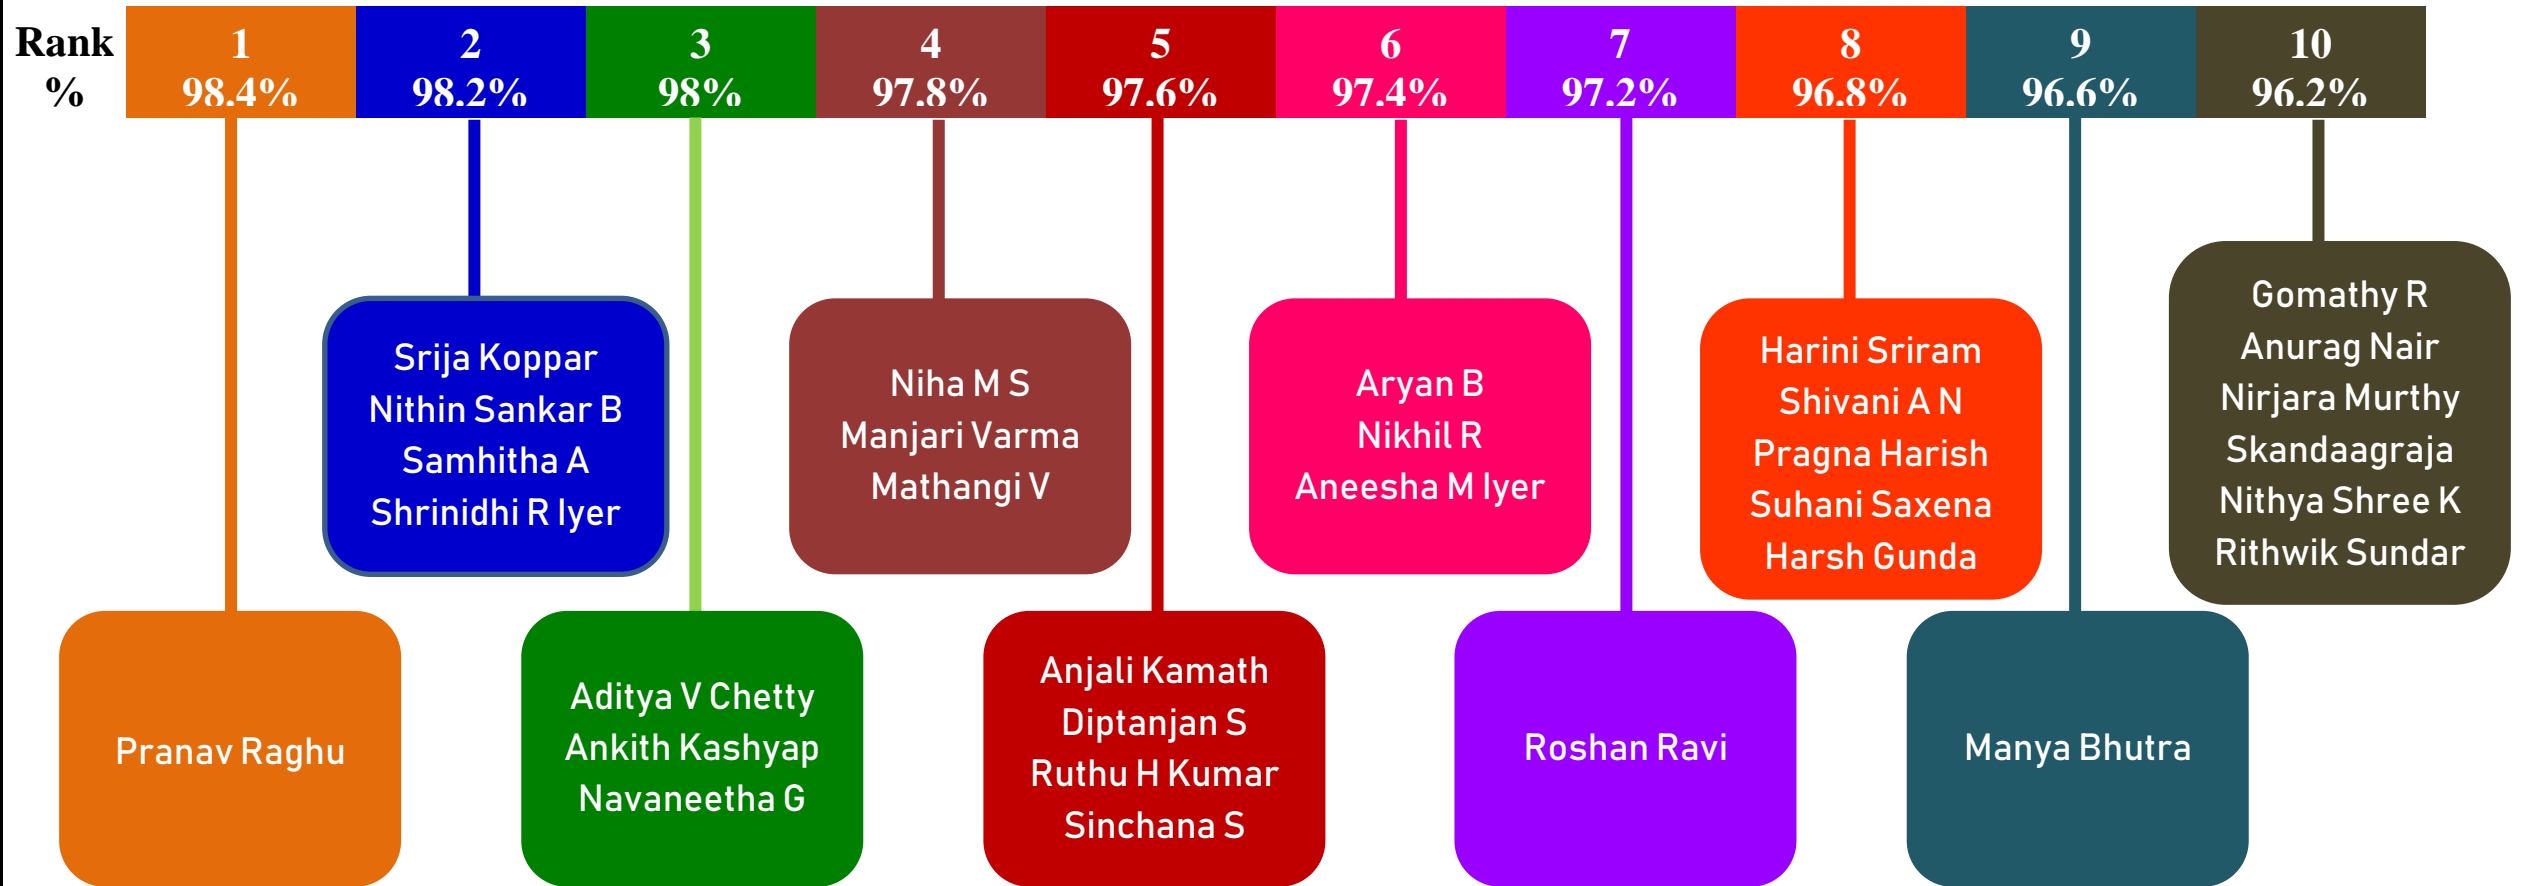 Rank 1 2 3 4 5 6 7 8 9 10
% 98.4% 98.2% 98% 97.8% 97.6% 97.4% 97.2% 96.8% 96.6% 96.2%
Pranav Raghu
Srija Koppar
Nithin Sankar B
Samhitha A
Shrinidhi R Iyer
Aditya V Chetty
Ankith Kashyap
Navaneetha G
Niha M S
Manjari Varma
Mathangi V
Anjali Kamath
Diptanjan S
Ruthu H Kumar
Sinchana S
Aryan B
Nikhil R
Aneesha M Iyer
Roshan Ravi
Harini Sriram
Shivani A N
Pragna Harish
Suhani Saxena
Harsh Gunda
Manya Bhutra
Gomathy R
Anurag Nair
Nirjara Murthy
Skandaagraja
Nithya Shree K
Rithwik Sundar